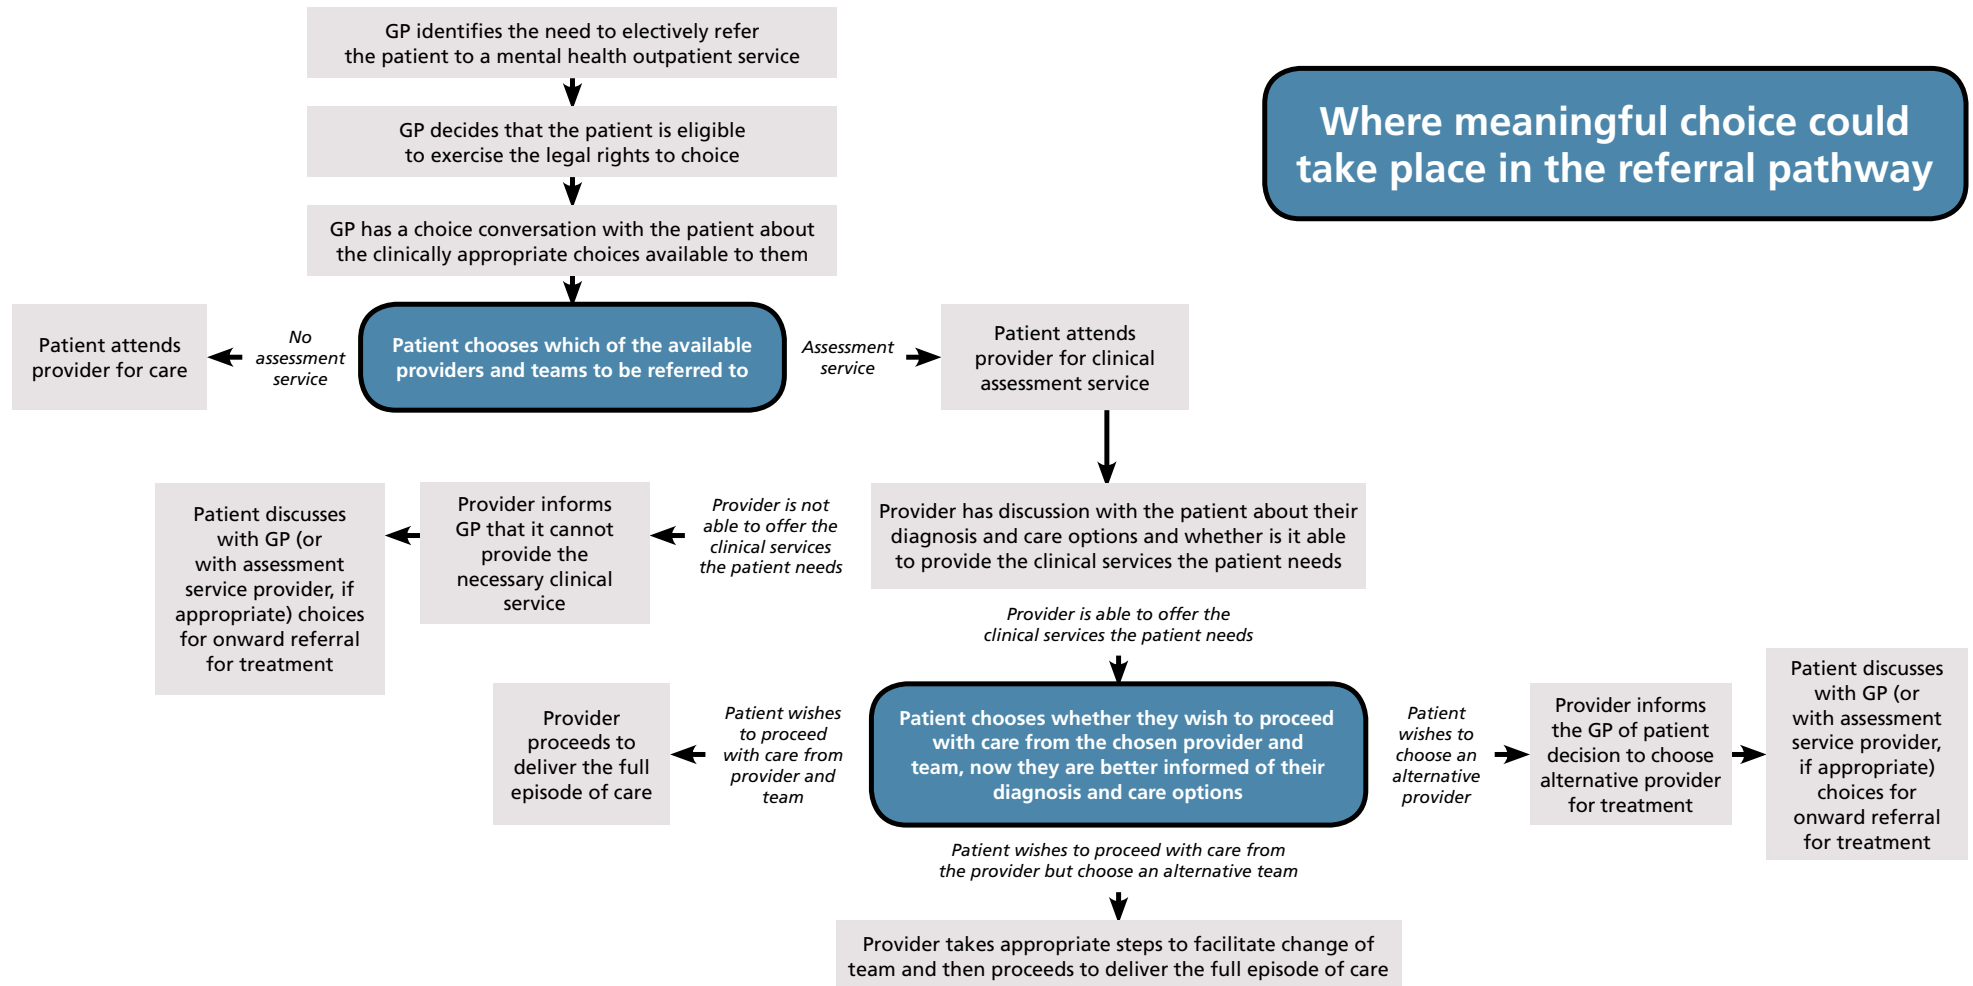 GP identifies the need to electively refer
the patient to a mental health outpatient service
Where meaningful choice could
take place in the referral pathway
GP decides that the patient is eligible
to exercise the legal rights to choice
GP has a choice conversation with the patient about
the clinically appropriate choices available to them
Patient attends
provider for care
No
assessment
service
Patient chooses which of the available
providers and teams to be referred to
Assessment
service
Patient attends
provider for clinical
assessment service
Patient discusses
with GP (or
with assessment
service provider, if
appropriate) choices
for onward referral
for treatment
Provider informs
GP that it cannot
provide the
necessary clinical
service
Provider is not
able to offer the
clinical services
the patient needs
Provider has discussion with the patient about their
diagnosis and care options and whether is it able
to provide the clinical services the patient needs
Provider is able to offer the
clinical services the patient needs
Provider
proceeds to
deliver the full
episode of care
Patient wishes
to proceed
with care from
provider and
team
Patient chooses whether they wish to proceed
with care from the chosen provider and
team, now they are better informed of their
diagnosis and care options
Patient
wishes to
choose an
alternative
provider
Provider informs
the GP of patient
decision to choose
alternative provider
for treatment
Patient discusses
with GP (or
with assessment
service provider,
if appropriate)
choices for
onward referral
for treatment
Patient wishes to proceed with care from
the provider but choose an alternative team
Provider takes appropriate steps to facilitate change of
team and then proceeds to deliver the full episode of care